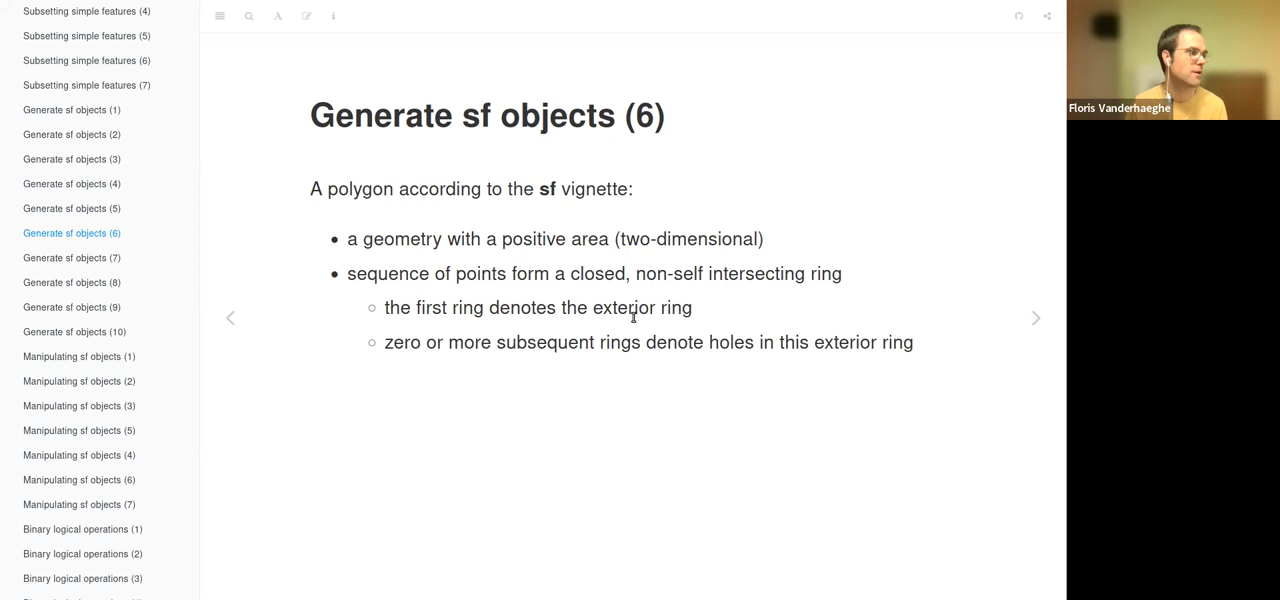 Subsetting simple features (4)
Subsetting simple features (5)
Subsetting simple features (6)
Subsetting simple features (7)
Generate sf objects (1)
Generate sf objects (2)
Generate sf objects (3)
Generate sf objects (4)
Generate sf objects (5)
Generate sf objects (6)
Generate sf objects (7)
Generate sf objects (8)
Generate sf objects (9)
Generate sf objects (10)
Manipulating sf objects (1)
Manipulating sf objects (2)
Manipulating sf objects (3)
Manipulating sf objects (5)
Manipulating sf objects (4)
Manipulating sf objects (6)
Manipulating sf objects (7)
Binary logical operations (1)
Binary logical operations (2)
Binary logical operations (3)
Generate sf objects (6)
A polygon according to the sf vignette:
• a geometry with a positive area (two-dimensional)
• sequence of points form a closed, non-self intersecting ring
○ the first ring denotes the exterior ring
○ zero or more subsequent rings denote holes in this exterior ring
Floris Vanderhaeghe